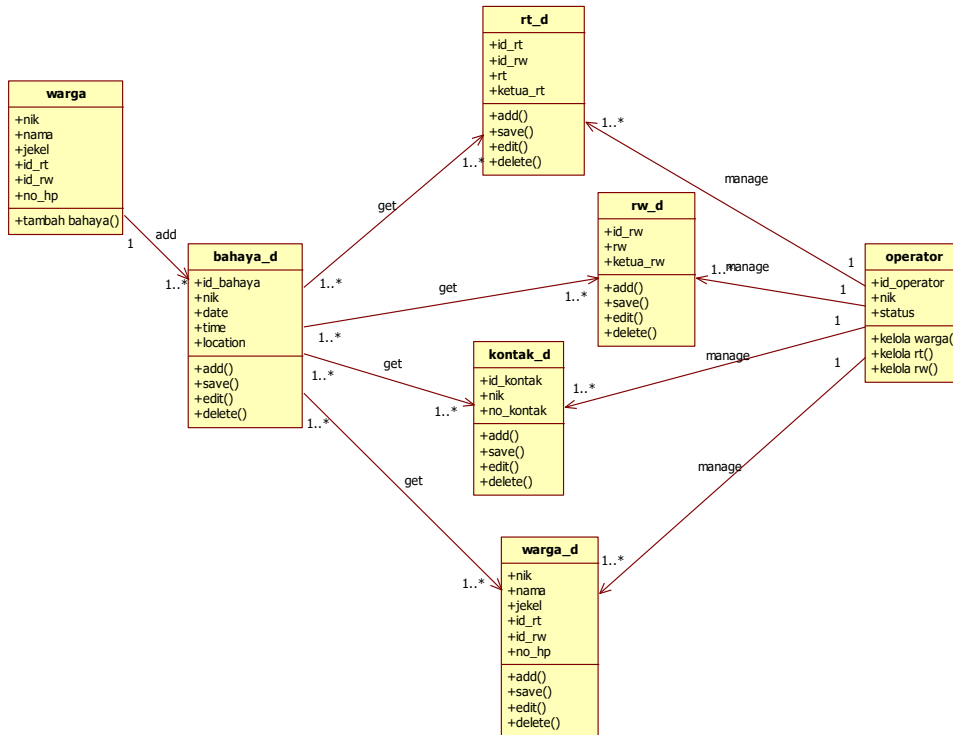 rt_d
+id_rt
+id_rw
+rt
+ketua_rt
+add()
+save()
+edit()
+delete()
warga
+nik
+nama
+jekel
+id_rt
+id_rw
+no_hp
+tambah bahaya()
add
1
1..*
bahaya_d
+id_bahaya
+nik
+date
+time
+location
+add()
+save()
+edit()
+delete()
get
1..*
1..*
get
1..*
1..*
get
1..*
1..*
get
1..*
1..*
rw_d
+id_rw
+rw
+ketua_rw
+add()
+save()
+edit()
+delete()
kontak_d
+id_kontak
+nik
+no_kontak
+add()
+save()
+edit()
+delete()
warga_d
+nik
+nama
+jekel
+id_rt
+id_rw
+no_hp
+add()
+save()
+edit()
+delete()
manage
1..*
1
manage
1..*
1
manage
1..*
1
manage
1..*
1
operator
+id_operator
+nik
+status
+kelola warga(
+kelola rt()
+kelola rw()